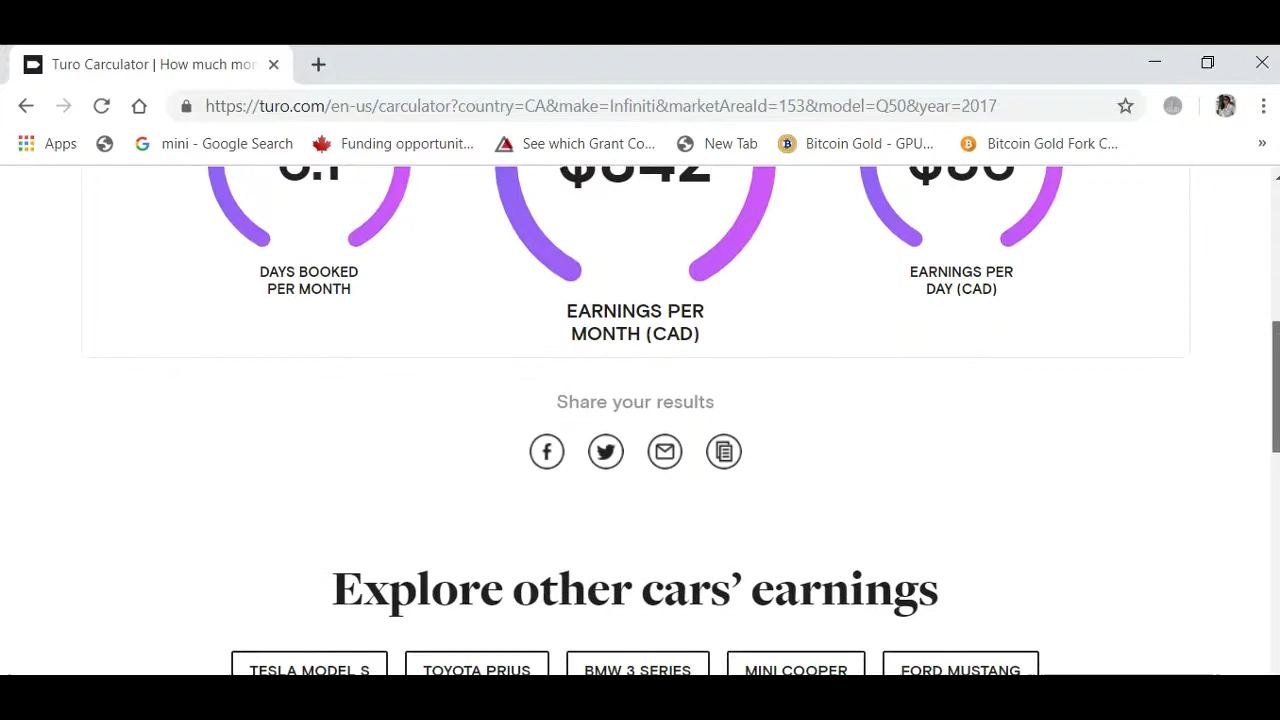 Turo Carculator | How much mor
https://turo.com/en-us/carculator?country=CA&make=Infiniti&marketAreaId=153&model=Q50&year=2017
Apps mini - Google Search Funding opportunit... See which Grant Co... New Tab Bitcoin Gold - GPU... Bitcoin Gold Fork C... »
DAYS BOOKED
PER MONTH
EARNINGS PER
DAY (CAD)
EARNINGS PER
MONTH (CAD)
Share your results
Explore other cars’ earnings
TESLA MODEL S TOYOTA PRIUS BMW 3 SERIES MINI COOPER FORD MUSTANG